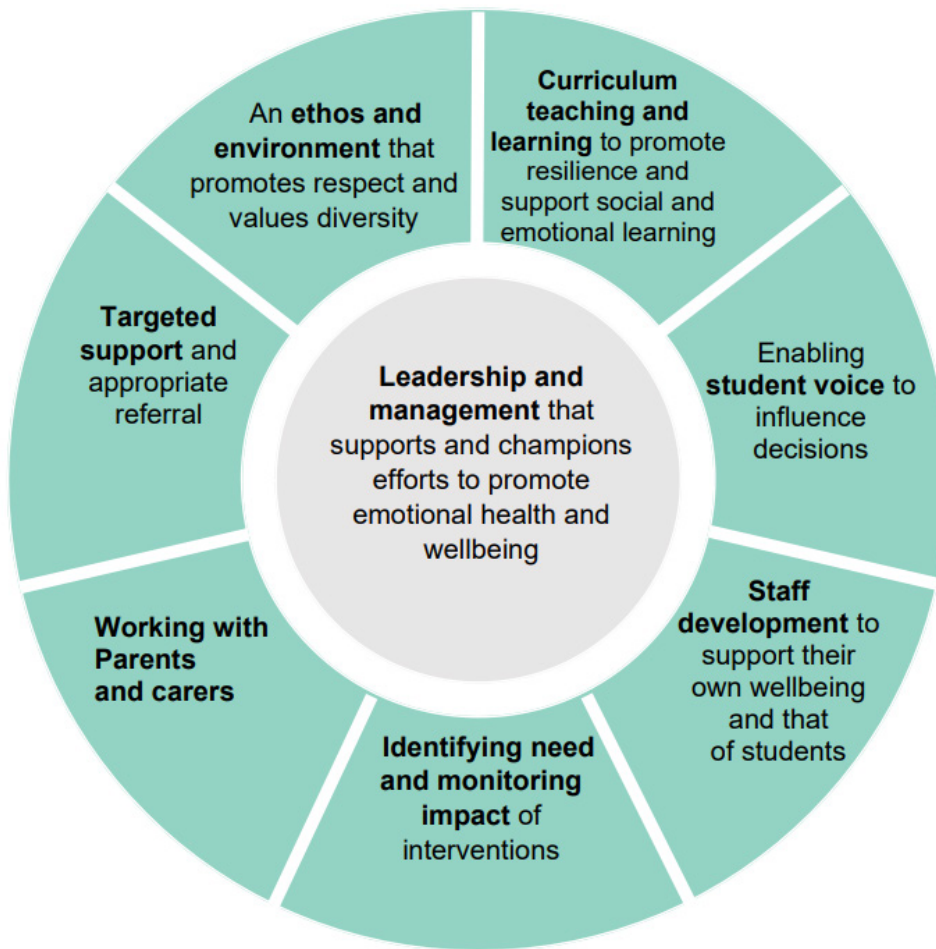 An ethos and
environment that
promotes respect and
values diversity
Curriculum
teaching and
learning to promote
resilience and
support social and
emotional learning
Enabling
student voice to
influence
decisions
Staff
development to
support their
own wellbeing
and that
of students
Identifying need
and monitoring
impact of
interventions
Working with
Parents
and carers
Targeted
support and
appropriate
referral
Leadership and
management that
supports and champions
efforts to promote
emotional health and
wellbeing